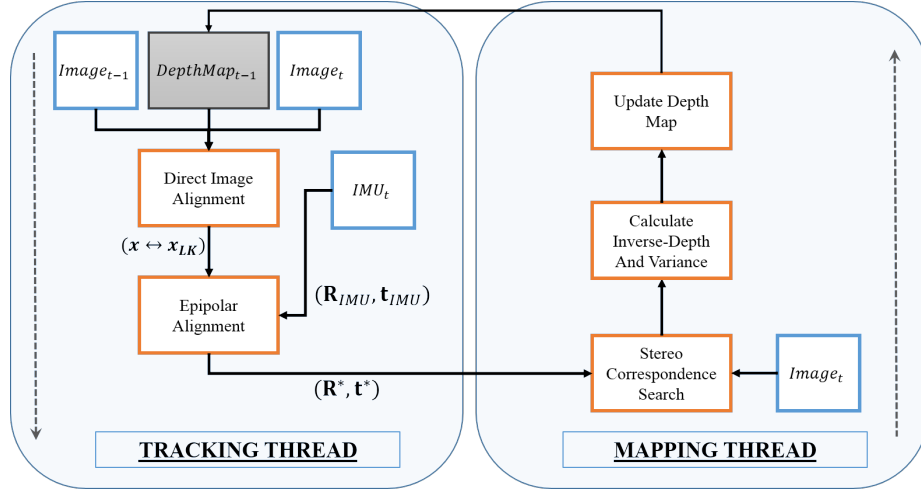 Image_{t−1}
DepthMap_{t−1}
Image_t
Direct Image
Alignment
IMU_t
(x ↔ x_{LK})
Epipolar
Alignment
(R_{IMU}, t_{IMU})
(R*, t*)
TRACKING THREAD
Update Depth
Map
Calculate
Inverse-Depth
And Variance
Stereo
Correspondence
Search
Image_t
MAPPING THREAD